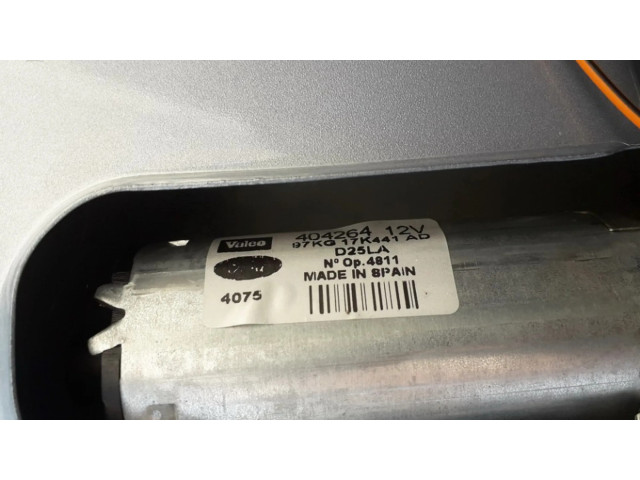 Valeo 404264 12V
97KG 17K441 AD
D25LA
Nº Op.4811
MADE IN SPAIN
4075